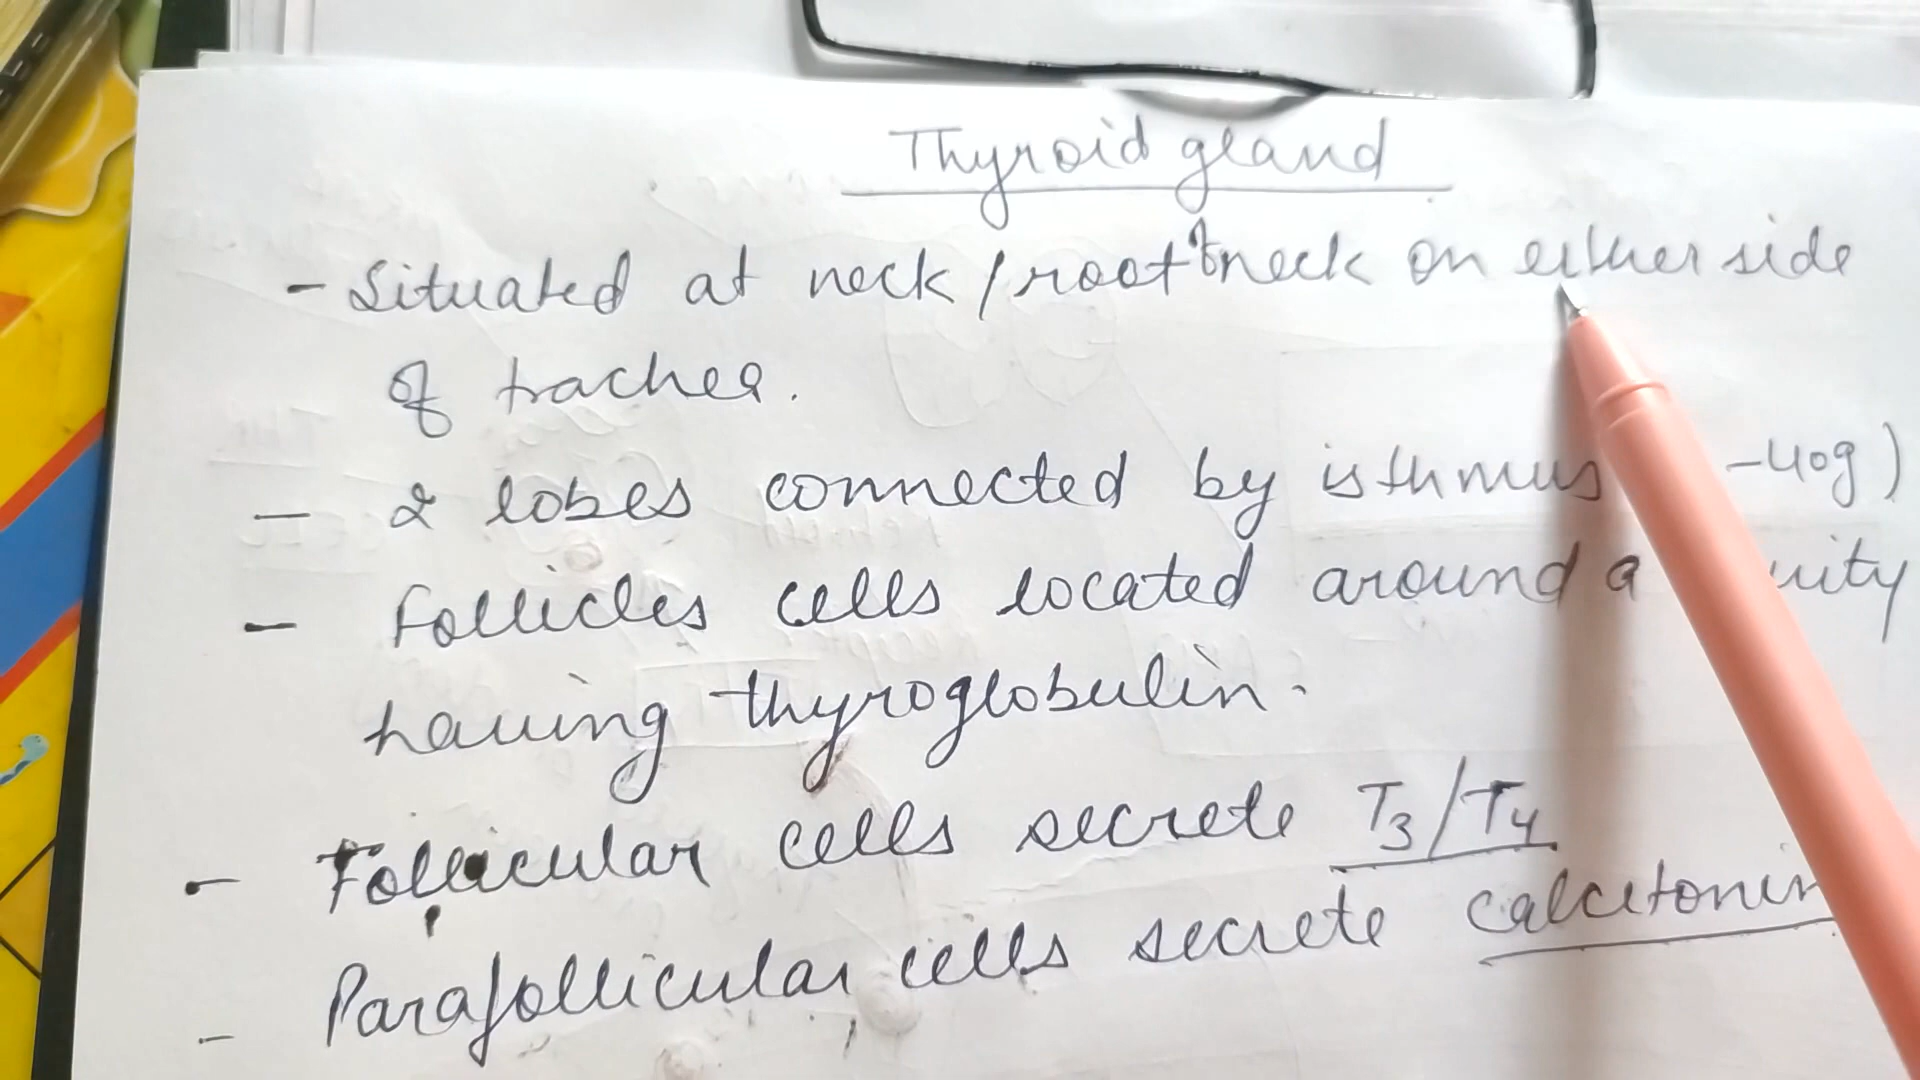 Thyroid gland
- Situated at neck/root of neck on either side
of trachea.
- 2 lobes connected by isthmus -40g)
- Follicles cells located around a
having thyroglobulin.
- Follicular cells secrete T3/T4
- Parafollicular cells secrete calcitonin